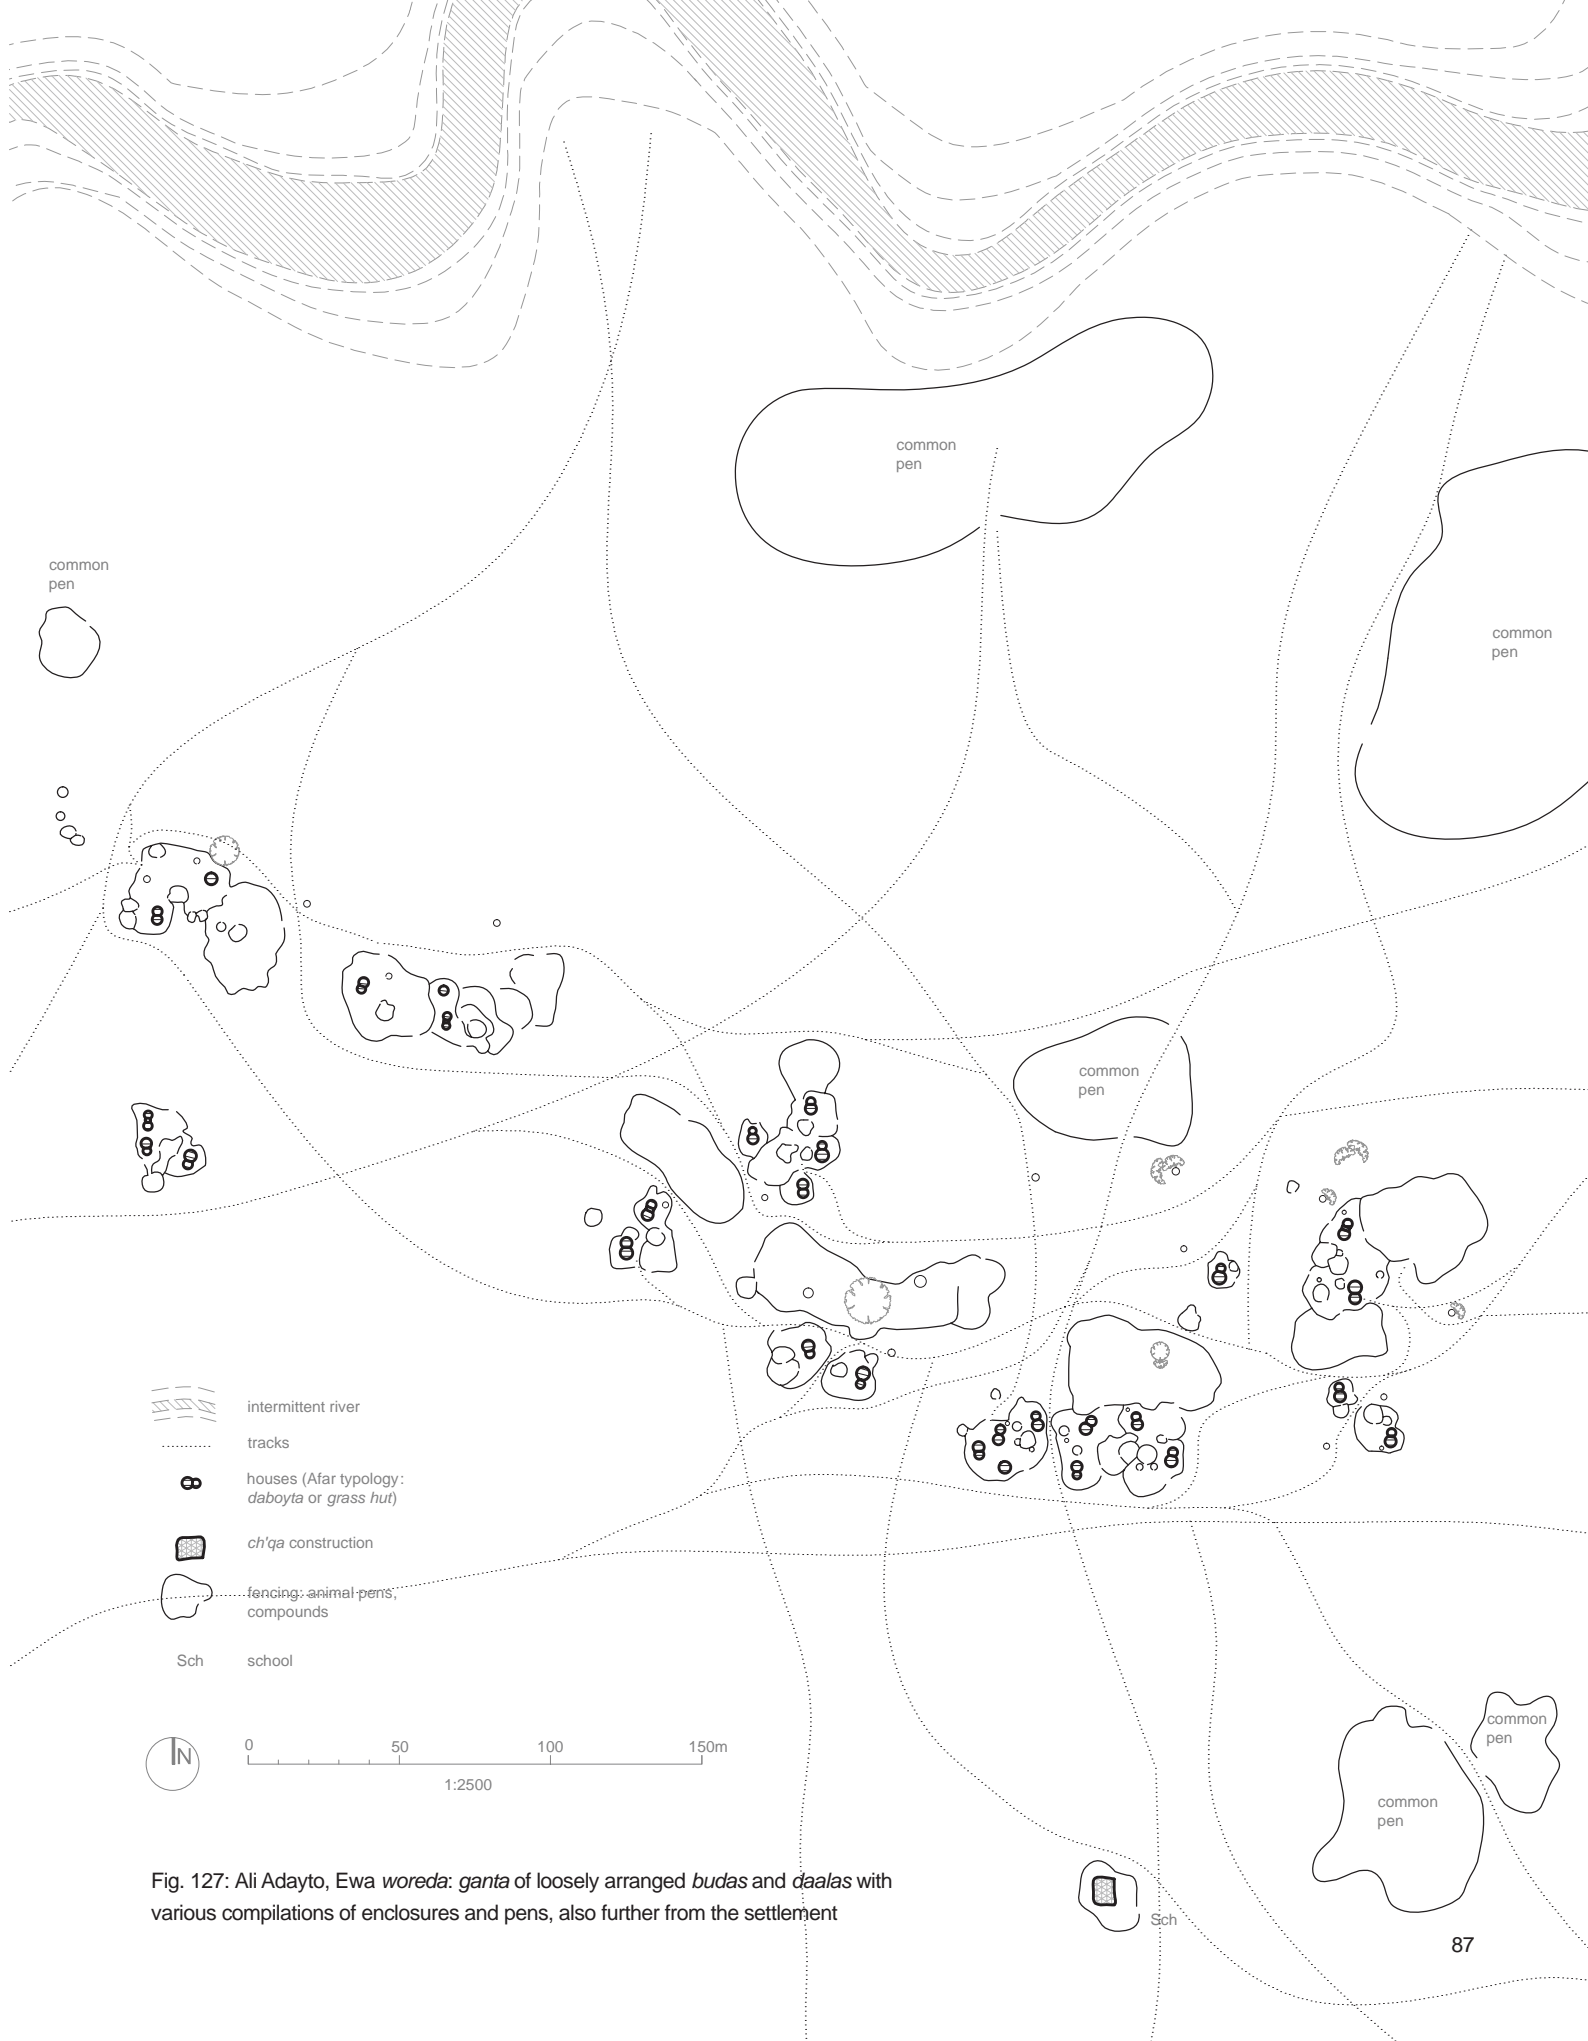 common
pen
common
pen
common
pen
common
pen
intermittent river
tracks
houses (Afar typology:
daboyta or grass hut)
ch'qa construction
fencing: animal pens,
compounds
Sch school
N
0 50 100 150m
1:2500
common
pen
common
pen
Fig. 127: Ali Adayto, Ewa woreda: ganta of loosely arranged budas and daalas with
various compilations of enclosures and pens, also further from the settlement
Sch
87